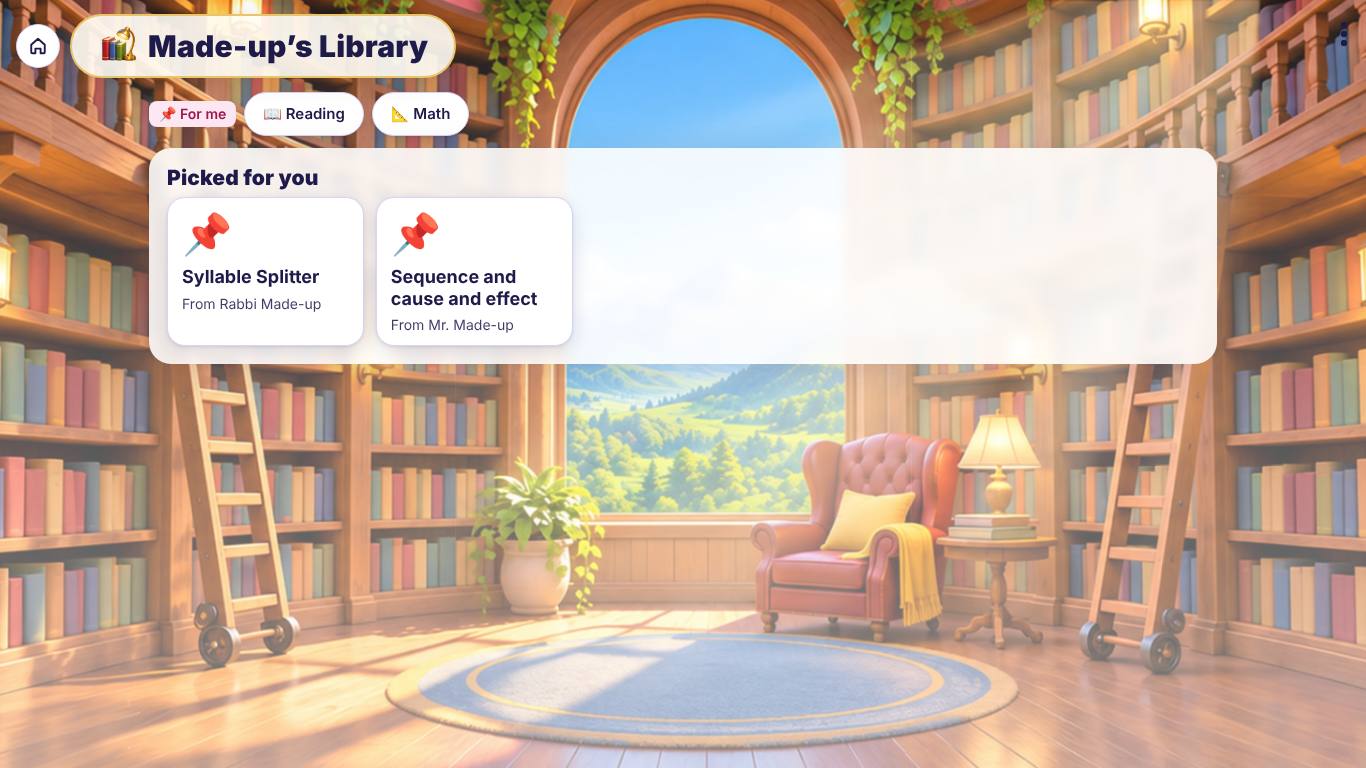 Made-up’s Library
📌 For me
📖 Reading
📐 Math
Picked for you
Syllable Splitter
From Rabbi Made-up
Sequence and
cause and effect
From Mr. Made-up